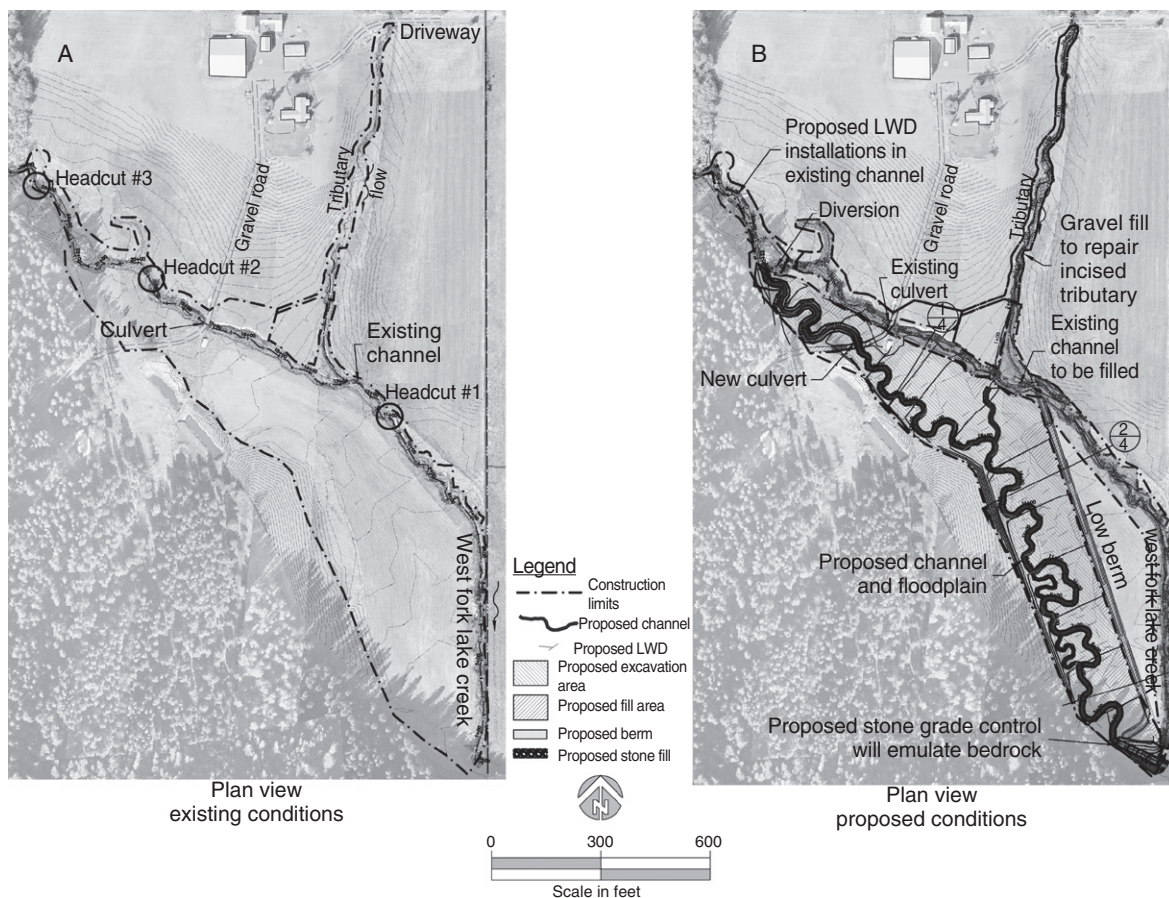 A
Driveway
Headcut #3
Tributary
flow
Gravel road
Headcut #2
Culvert
Existing
channel
Headcut #1
West fork lake creek
Plan view
existing conditions
Legend
Construction
limits
Proposed channel
Proposed LWD
Proposed excavation
area
Proposed fill area
Proposed berm
Proposed stone fill
N
0 300 600
Scale in feet
B
Proposed LWD
installations in
existing channel
Diversion
Gravel road
Tributary
Gravel fill
to repair
incised
tributary
Existing
culvert
1
4
Existing
channel
to be filled
New culvert
2
4
Low berm
west fork lake creek
Proposed channel
and floodplain
Proposed stone grade control
will emulate bedrock
Plan view
proposed conditions